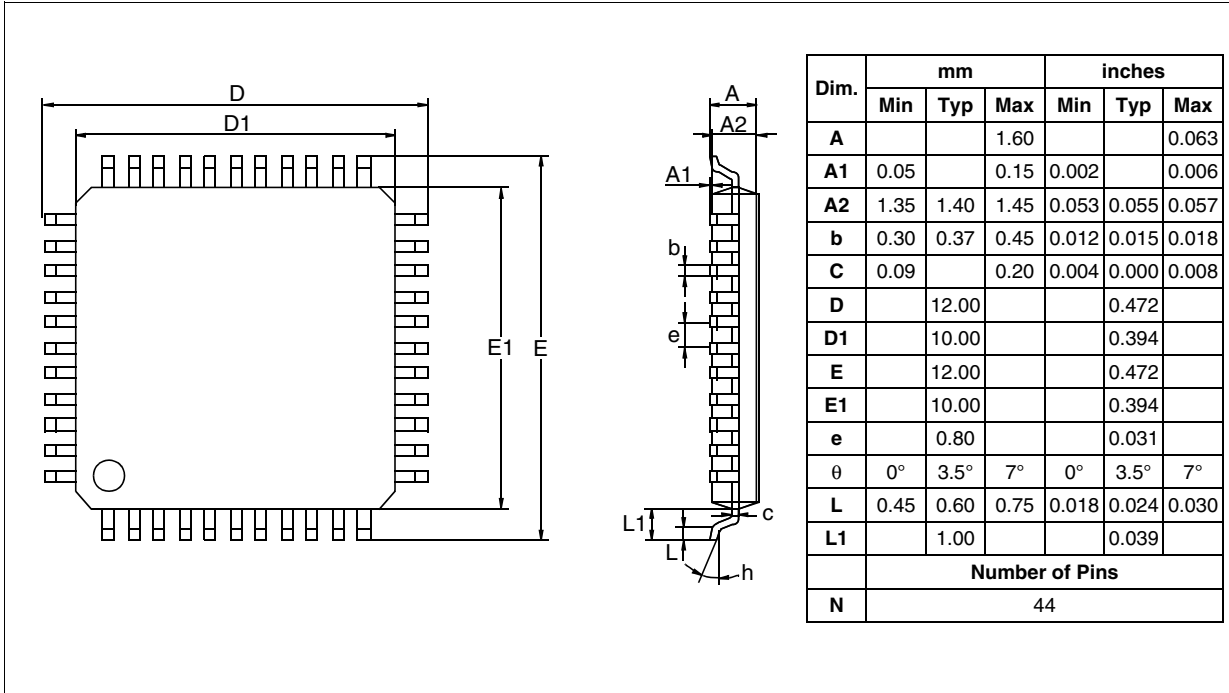 D
D1
E1
E
A
A2
A1
b
e
c
L1
L
h
Dim. mm inches
Min Typ Max Min Typ Max
A 1.60 0.063
A1 0.05 0.15 0.002 0.006
A2 1.35 1.40 1.45 0.053 0.055 0.057
b 0.30 0.37 0.45 0.012 0.015 0.018
C 0.09 0.20 0.004 0.000 0.008
D 12.00 0.472
D1 10.00 0.394
E 12.00 0.472
E1 10.00 0.394
e 0.80 0.031
θ 0° 3.5° 7° 0° 3.5° 7°
L 0.45 0.60 0.75 0.018 0.024 0.030
L1 1.00 0.039
Number of Pins
N 44